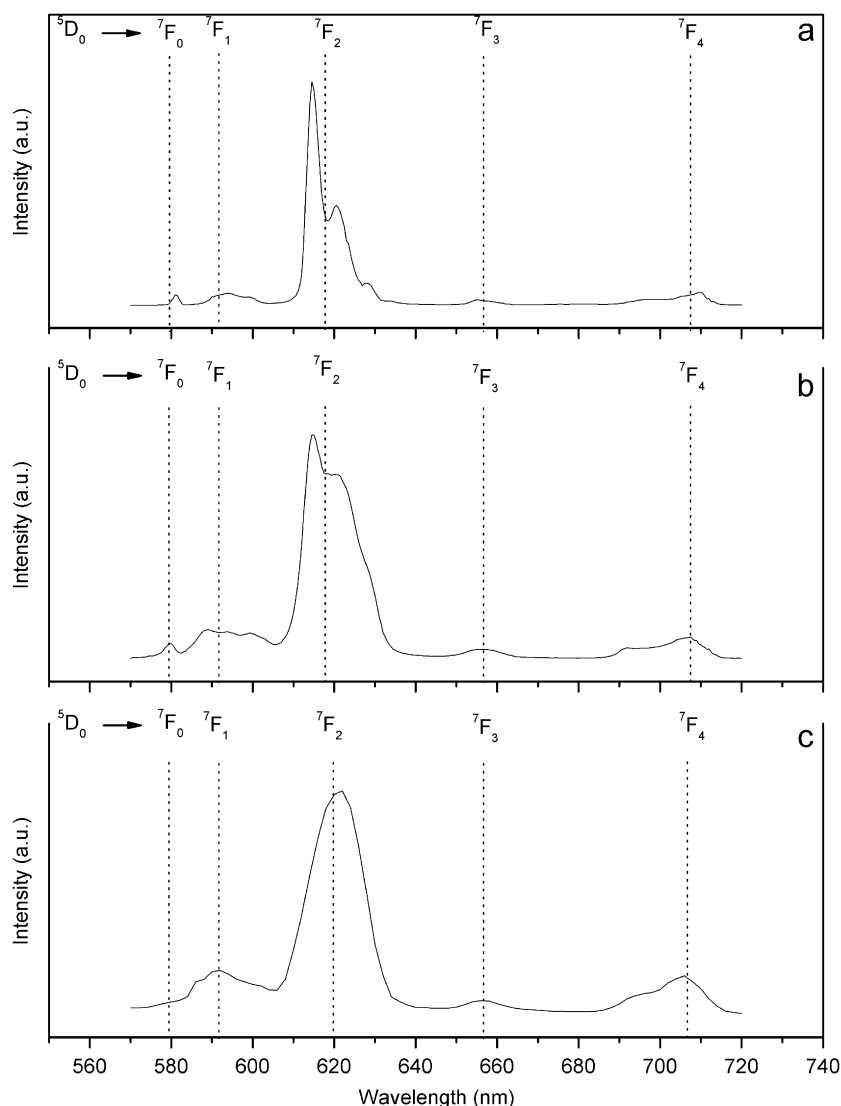 ⁵D₀ → ⁷F₀ ⁷F₁ ⁷F₂ ⁷F₃ ⁷F₄ a
Intensity (a.u.)
⁵D₀ → ⁷F₀ ⁷F₁ ⁷F₂ ⁷F₃ ⁷F₄ b
Intensity (a.u.)
⁵D₀ → ⁷F₀ ⁷F₁ ⁷F₂ ⁷F₃ ⁷F₄ c
Intensity (a.u.)
560 580 600 620 640 660 680 700 720 740
Wavelength (nm)